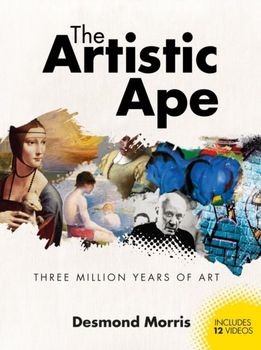 The
Artistic
Ape
THREE MILLION YEARS OF ART
INCLUDES
12 VIDEOS
Desmond Morris